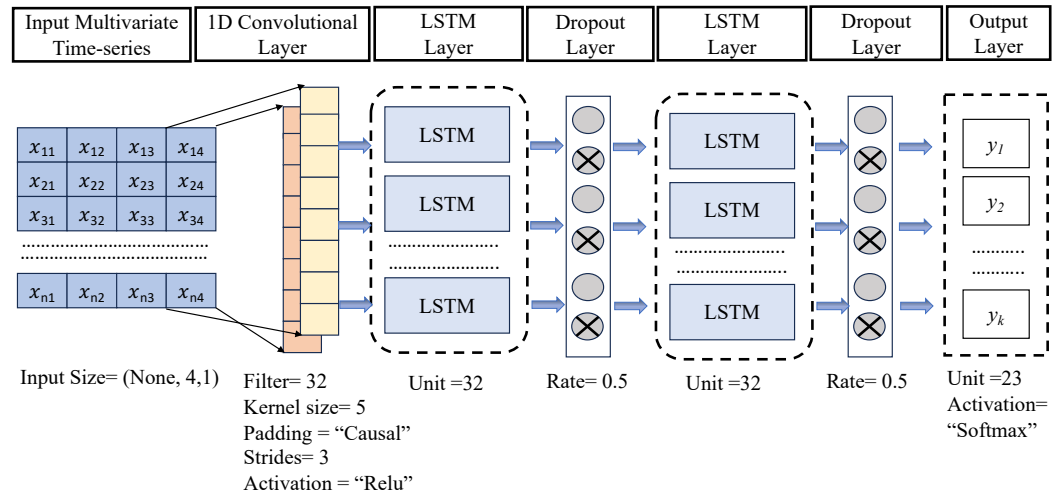 Input Multivariate
Time-series
1D Convolutional
Layer
LSTM
Layer
Dropout
Layer
LSTM
Layer
Dropout
Layer
Output
Layer
x11 x12 x13 x14
x21 x22 x23 x24
x31 x32 x33 x34
xn1 xn2 xn3 xn4
LSTM
LSTM
LSTM
LSTM
LSTM
LSTM
y1
y2
yk
Input Size= (None, 4,1)
Filter= 32
Kernel size= 5
Padding = “Causal”
Strides= 3
Activation = “Relu”
Unit =32
Rate= 0.5
Unit =32
Rate= 0.5
Unit =23
Activation=
“Softmax”